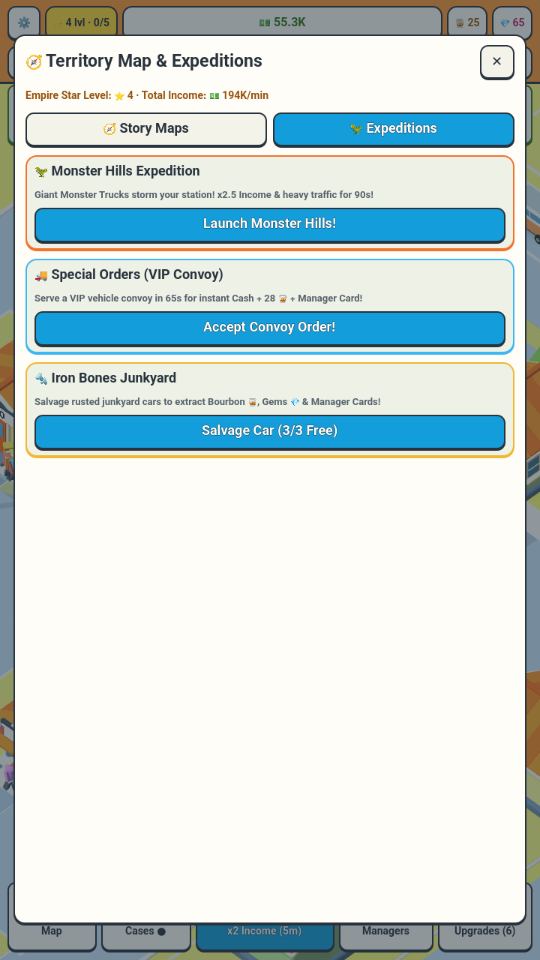 4 lvl · 0/5
55.3K
25
65
Territory Map & Expeditions
×
Empire Star Level: ⭐ 4 · Total Income: 💵 194K/min
🧭 Story Maps
🦖 Expeditions
🦖 Monster Hills Expedition
Giant Monster Trucks storm your station! x2.5 Income & heavy traffic for 90s!
Launch Monster Hills!
🚚 Special Orders (VIP Convoy)
Serve a VIP vehicle convoy in 65s for instant Cash + 28 🥃 + Manager Card!
Accept Convoy Order!
🔩 Iron Bones Junkyard
Salvage rusted junkyard cars to extract Bourbon 🥃, Gems 💎 & Manager Cards!
Salvage Car (3/3 Free)
Map
Cases ●
x2 Income (5m)
Managers
Upgrades (6)